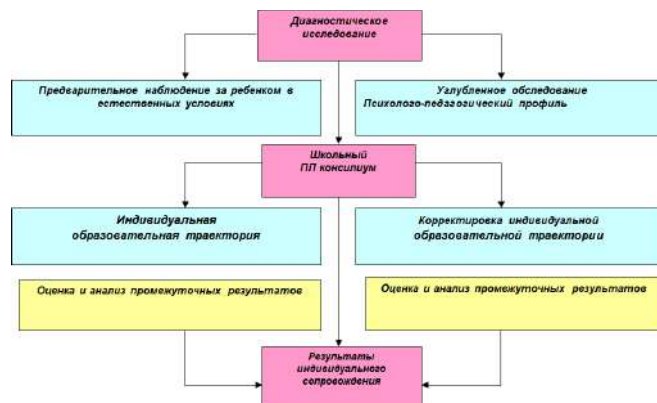 Диагностическое
исследование
Предварительное наблюдение за ребенком в
естественных условиях
Углубленное обследование
Психолого-педагогический профиль
Школьный
ПП консилиум
Индивидуальная
образовательная траектория
Корректировка индивидуальной
образовательной траектории
Оценка и анализ промежуточных результатов
Оценка и анализ промежуточных результатов
Результаты
индивидуального
сопровождения